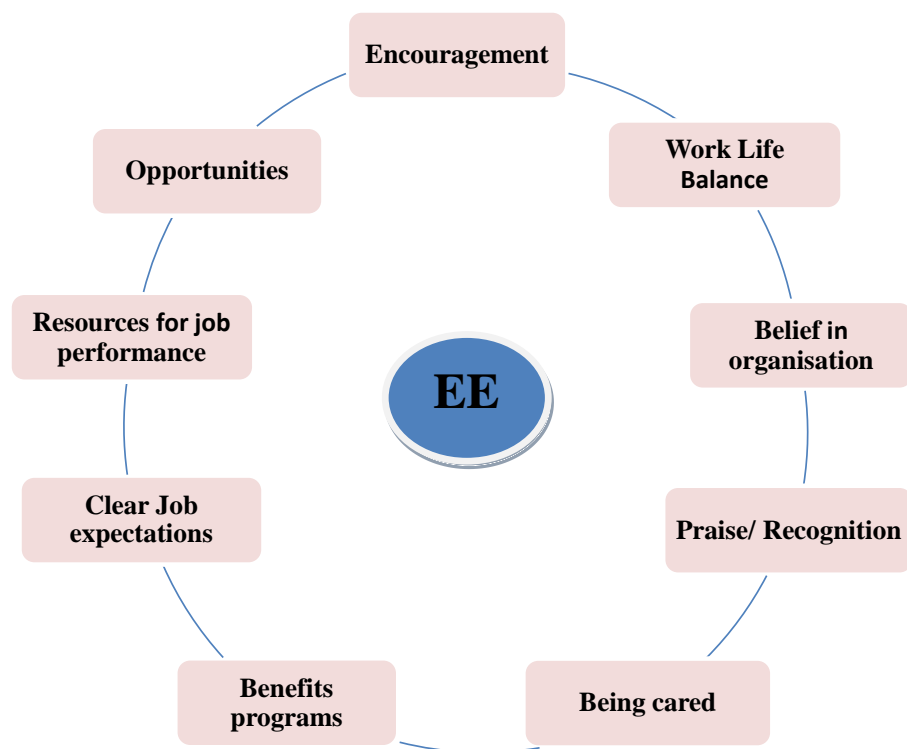 Encouragement
Work Life
Balance
Belief in
organisation
Praise/ Recognition
Being cared
Benefits
programs
Clear Job
expectations
Resources for job
performance
Opportunities
EE